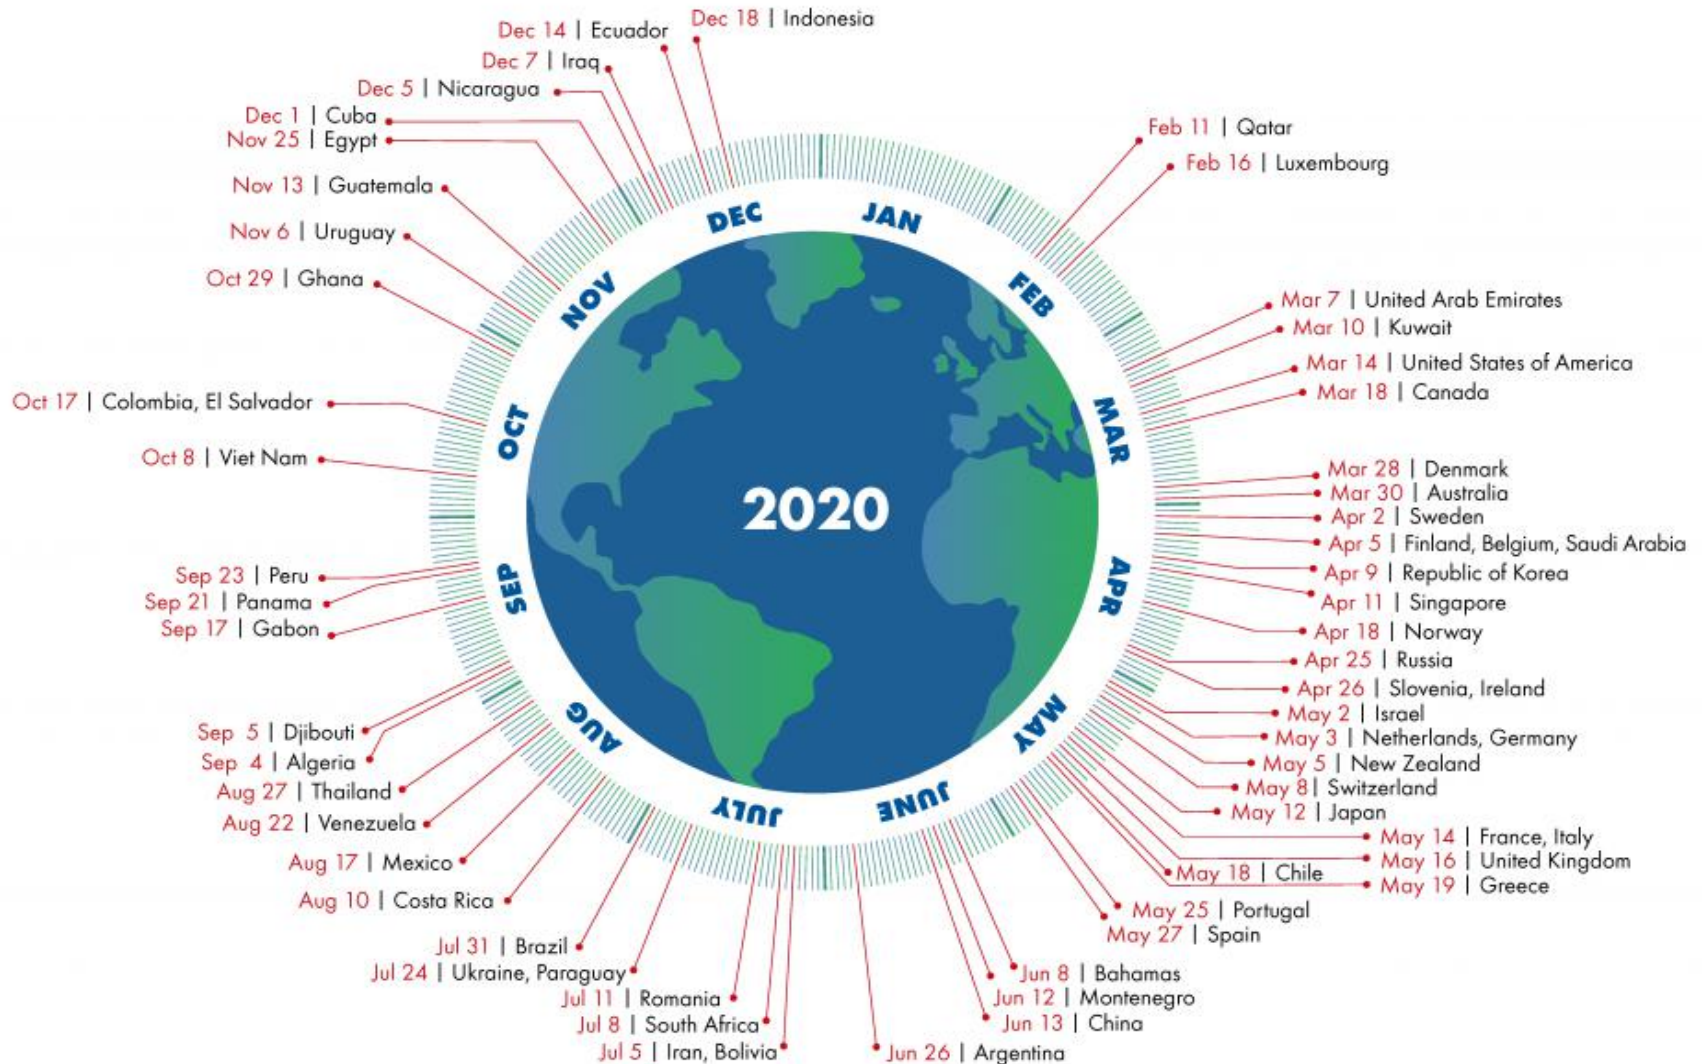 Dec 18 | Indonesia
Dec 14 | Ecuador
Dec 7 | Iraq
Dec 5 | Nicaragua
Dec 1 | Cuba
Nov 25 | Egypt
Nov 13 | Guatemala
Nov 6 | Uruguay
Oct 29 | Ghana
Oct 17 | Colombia, El Salvador
Oct 8 | Viet Nam
Sep 23 | Peru
Sep 21 | Panama
Sep 17 | Gabon
Sep 5 | Djibouti
Sep 4 | Algeria
Aug 27 | Thailand
Aug 22 | Venezuela
Aug 17 | Mexico
Aug 10 | Costa Rica
Jul 31 | Brazil
Jul 24 | Ukraine, Paraguay
Jul 11 | Romania
Jul 8 | South Africa
Jul 5 | Iran, Bolivia
Feb 11 | Qatar
Feb 16 | Luxembourg
Mar 7 | United Arab Emirates
Mar 10 | Kuwait
Mar 14 | United States of America
Mar 18 | Canada
Mar 28 | Denmark
Mar 30 | Australia
Apr 2 | Sweden
Apr 5 | Finland, Belgium, Saudi Arabia
Apr 9 | Republic of Korea
Apr 11 | Singapore
Apr 18 | Norway
Apr 25 | Russia
Apr 26 | Slovenia, Ireland
May 2 | Israel
May 3 | Netherlands, Germany
May 5 | New Zealand
May 8 | Switzerland
May 12 | Japan
May 14 | France, Italy
May 16 | United Kingdom
May 18 | Chile
May 19 | Greece
May 25 | Portugal
May 27 | Spain
Jun 8 | Bahamas
Jun 12 | Montenegro
Jun 13 | China
Jun 26 | Argentina
JAN
FEB
MAR
APR
MAY
JUNE
JULY
AUG
SEP
OCT
NOV
DEC
2020